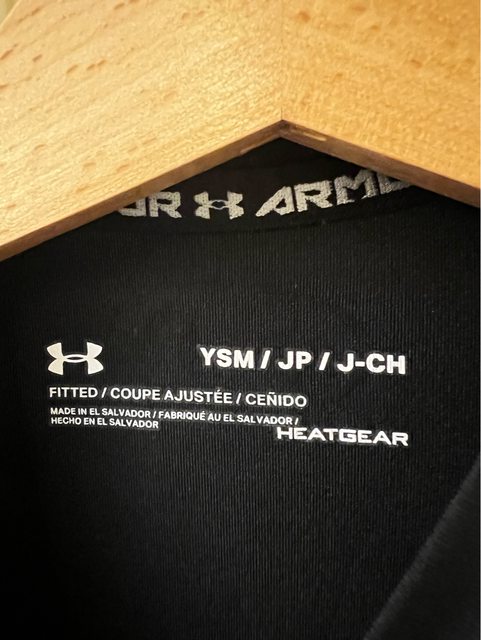 ARMO
YSM / JP / J-CH
FITTED / COUPE AJUSTÉE / CEÑIDO
MADE IN EL SALVADOR / FABRIQUÉ AU EL SALVADOR /
HECHO EN EL SALVADOR
HEATGEAR